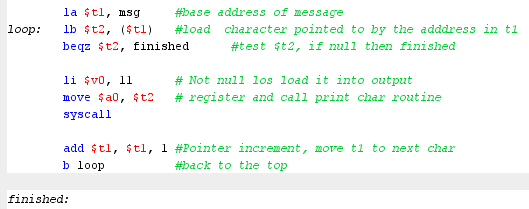 la $t1, msg #base address of message
loop: lb $t2, ($t1) #load character pointed to by the adddress in t1
beqz $t2, finished #test $t2, if null then finished
li $v0, 11 # Not null los load it into output
move $a0, $t2 # register and call print char routine
syscall
add $t1, $t1, 1 #Pointer increment, move t1 to next char
b loop #back to the top
finished: